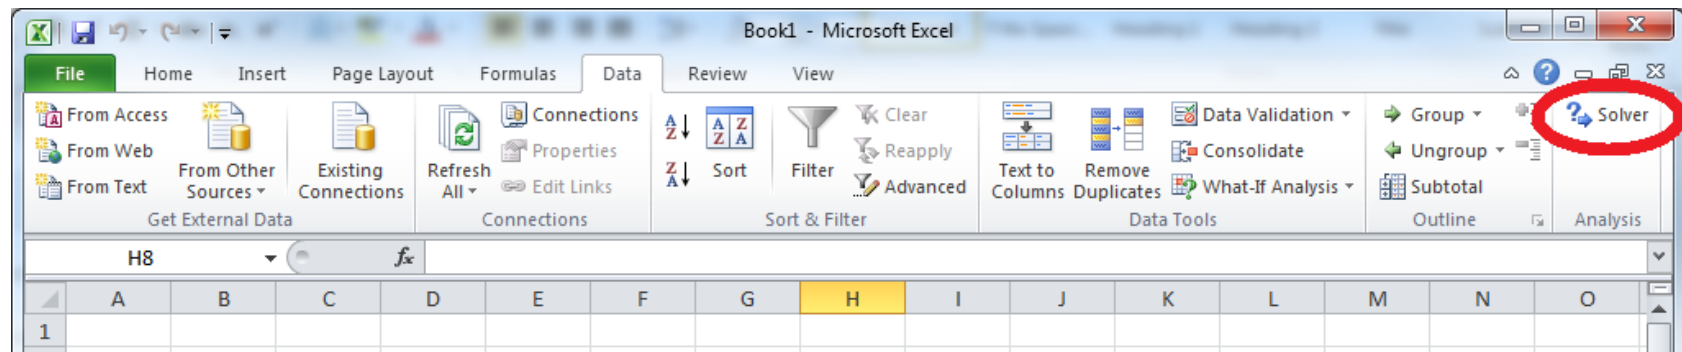 Book1 - Microsoft Excel
File Home Insert Page Layout Formulas Data Review View
From Access
From Web
From Text
From Other Sources
Get External Data
Existing Connections
Refresh All
Connections
Properties
Edit Links
Connections
A Z
Z A
A Z Z A
Sort
Filter
Clear
Reapply
Advanced
Sort & Filter
Text to Columns
Remove Duplicates
Data Validation
Consolidate
What-If Analysis
Data Tools
Group
Ungroup
Subtotal
Outline
Solver
Analysis
H8 fx
A B C D E F G H I J K L M N O
1